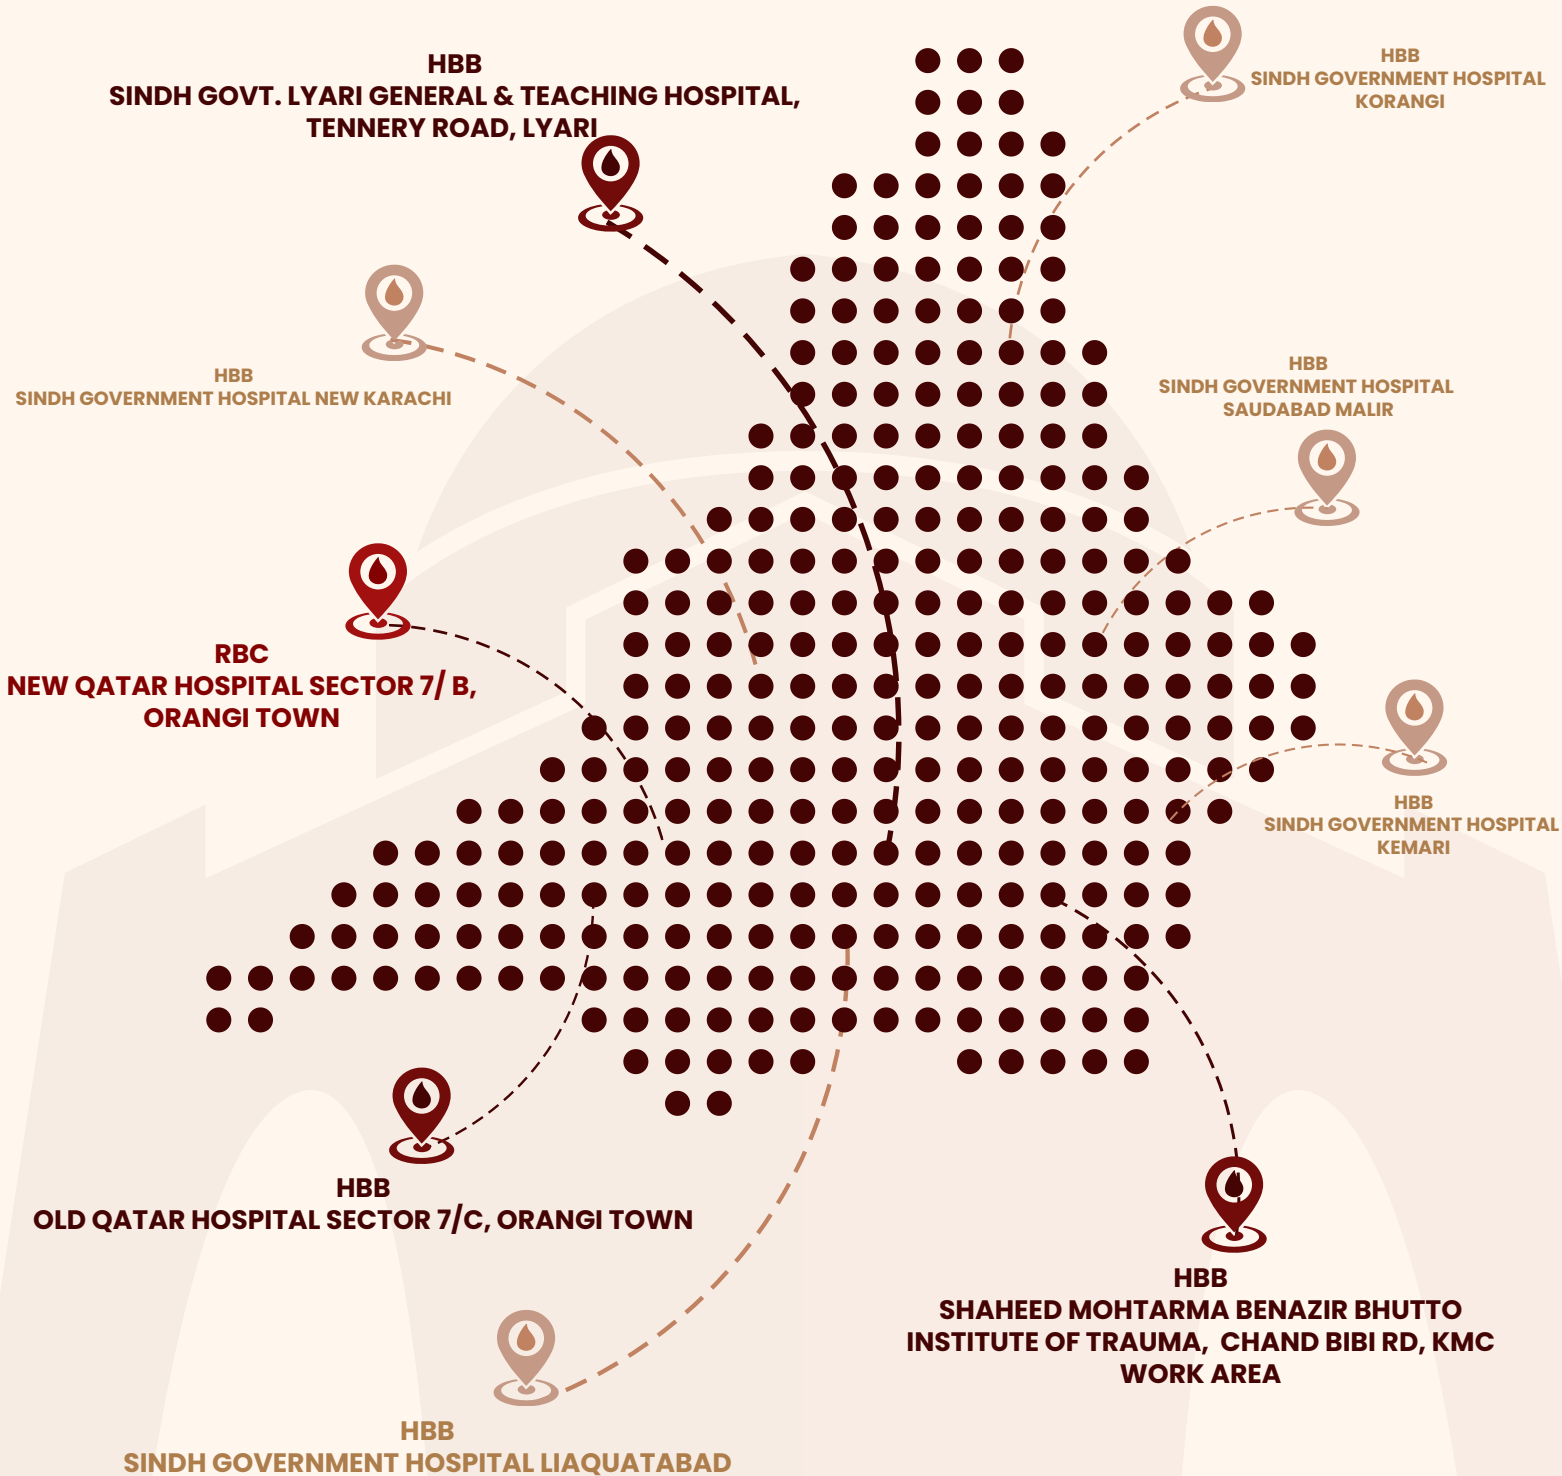 HBB
SINDH GOVT. LYARI GENERAL & TEACHING HOSPITAL,
TENNERY ROAD, LYARI
HBB
SINDH GOVERNMENT HOSPITAL
KORANGI
HBB
SINDH GOVERNMENT HOSPITAL NEW KARACHI
HBB
SINDH GOVERNMENT HOSPITAL
SAUDABAD MALIR
RBC
NEW QATAR HOSPITAL SECTOR 7/ B,
ORANGI TOWN
HBB
SINDH GOVERNMENT HOSPITAL
KEMARI
HBB
OLD QATAR HOSPITAL SECTOR 7/C, ORANGI TOWN
HBB
SHAHEED MOHTARMA BENAZIR BHUTTO
INSTITUTE OF TRAUMA, CHAND BIBI RD, KMC
WORK AREA
HBB
SINDH GOVERNMENT HOSPITAL LIAQUATABAD